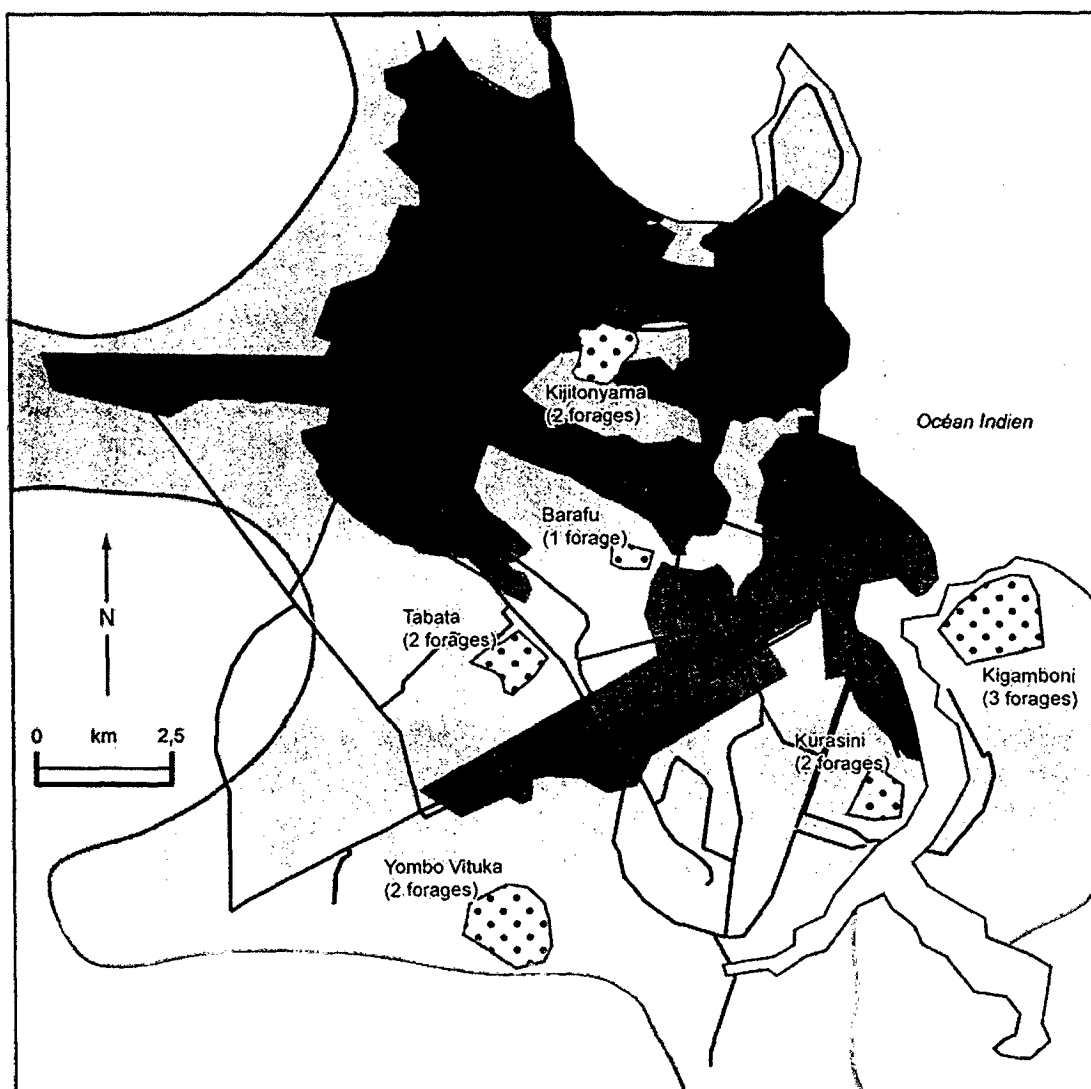 Kijitonyama
(2 forages)
Océan Indien
Barafu
(1 forage)
N
Tabata
(2 forages)
Kigamboni
(3 forages)
0 km 2,5
Kurasini
(2 forages)
Yombo Vituka
(2 forages)